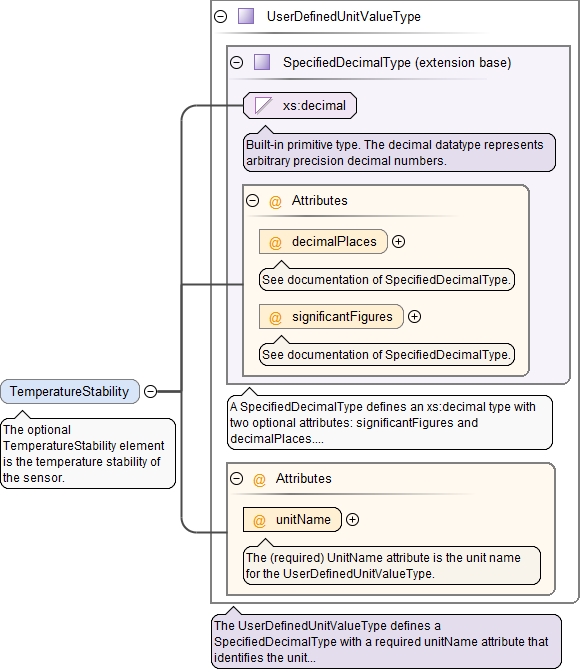 UserDefinedUnitValueType
SpecifiedDecimalType (extension base)
xs:decimal
Built-in primitive type. The decimal datatype represents
arbitrary precision decimal numbers.
@ Attributes
@ decimalPlaces
See documentation of SpecifiedDecimalType.
@ significantFigures
See documentation of SpecifiedDecimalType.
TemperatureStability
The optional
TemperatureStability element
is the temperature stability of
the sensor.
A SpecifiedDecimalType defines an xs:decimal type with
two optional attributes: significantFigures and
decimalPlaces....
@ Attributes
@ unitName
The (required) UnitName attribute is the unit name
for the UserDefinedUnitValueType.
The UserDefinedUnitValueType defines a
SpecifiedDecimalType with a required unitName attribute that
identifies the unit...